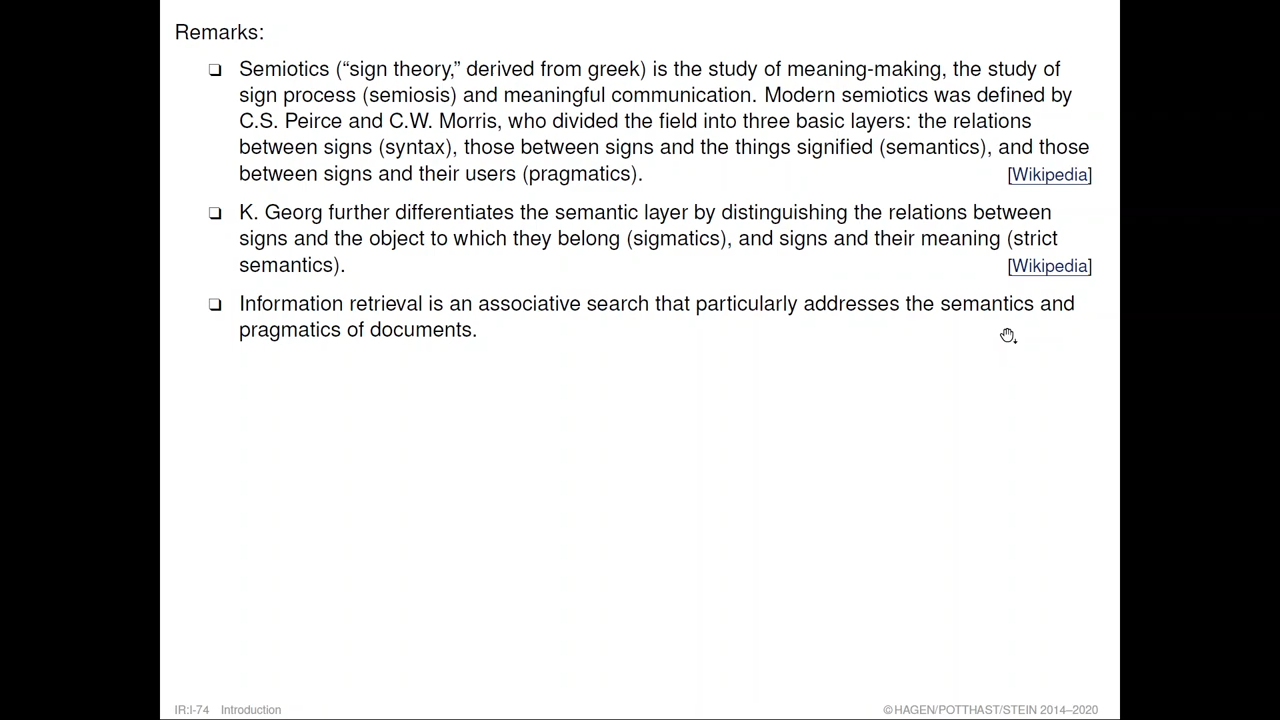 Remarks:
❏ Semiotics (“sign theory,” derived from greek) is the study of meaning-making, the study of
sign process (semiosis) and meaningful communication. Modern semiotics was defined by
C.S. Peirce and C.W. Morris, who divided the field into three basic layers: the relations
between signs (syntax), those between signs and the things signified (semantics), and those
between signs and their users (pragmatics). [Wikipedia]
❏ K. Georg further differentiates the semantic layer by distinguishing the relations between
signs and the object to which they belong (sigmatics), and signs and their meaning (strict
semantics). [Wikipedia]
❏ Information retrieval is an associative search that particularly addresses the semantics and
pragmatics of documents.
IR:I-74 Introduction ©HAGEN/POTTHAST/STEIN 2014–2020